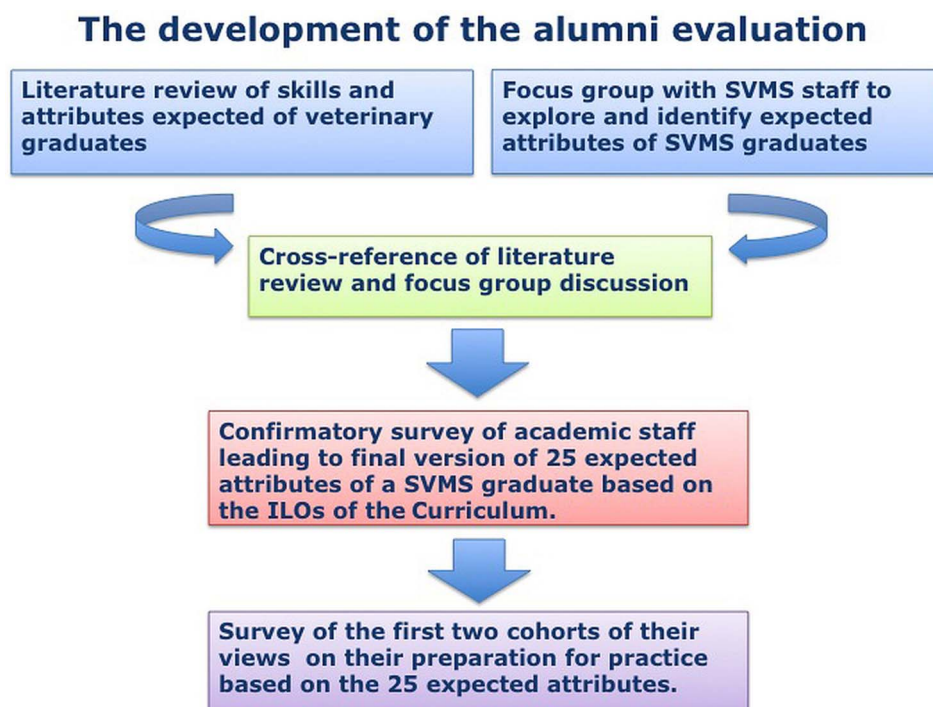 The development of the alumni evaluation
Literature review of skills and
attributes expected of veterinary
graduates
Focus group with SVMS staff to
explore and identify expected
attributes of SVMS graduates
Cross-reference of literature
review and focus group discussion
Confirmatory survey of academic staff
leading to final version of 25 expected
attributes of a SVMS graduate based on
the ILOs of the Curriculum.
Survey of the first two cohorts of their
views on their preparation for practice
based on the 25 expected attributes.